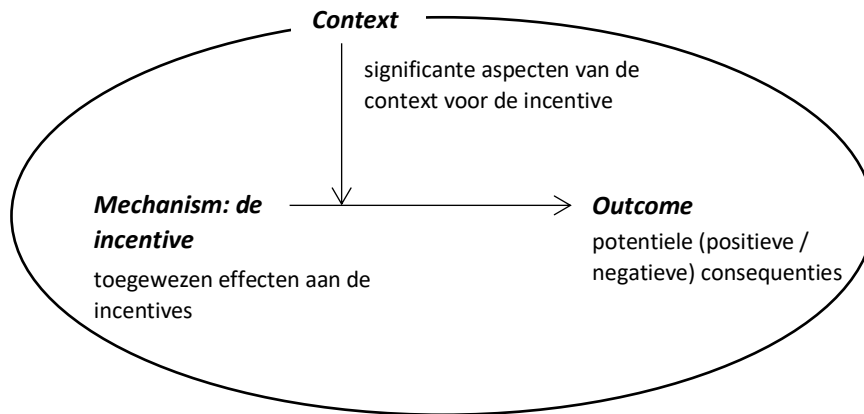 Context
significante aspecten van de
context voor de incentive
Mechanism: de
incentive
toegewezen effecten aan de
incentives
Outcome
potentiele (positieve /
negatieve) consequenties